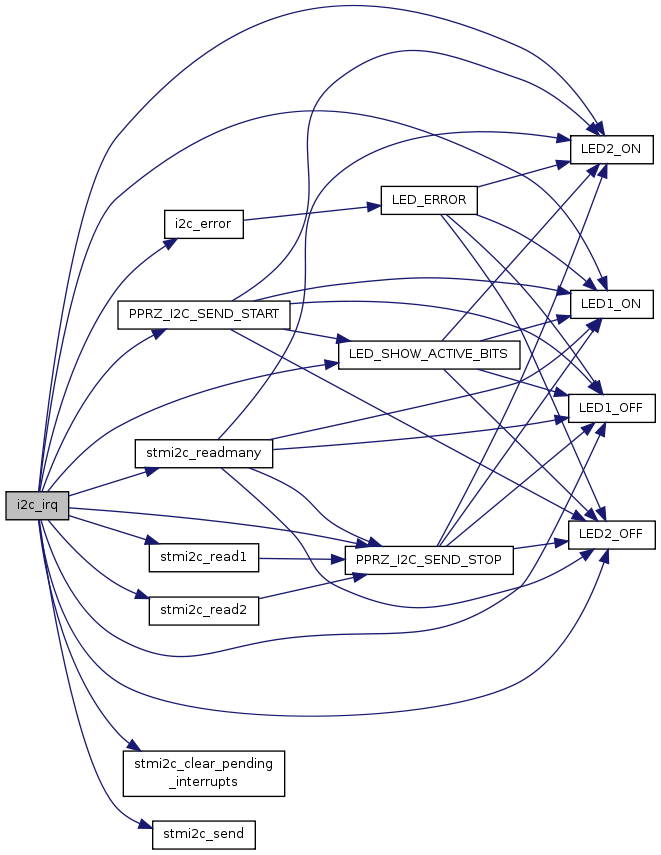 LED2_ON
LED_ERROR
i2c_error
LED1_ON
PPRZ_I2C_SEND_START
LED_SHOW_ACTIVE_BITS
LED1_OFF
stmi2c_readmany
i2c_irq
LED2_OFF
stmi2c_read1
PPRZ_I2C_SEND_STOP
stmi2c_read2
stmi2c_clear_pending
_interrupts
stmi2c_send